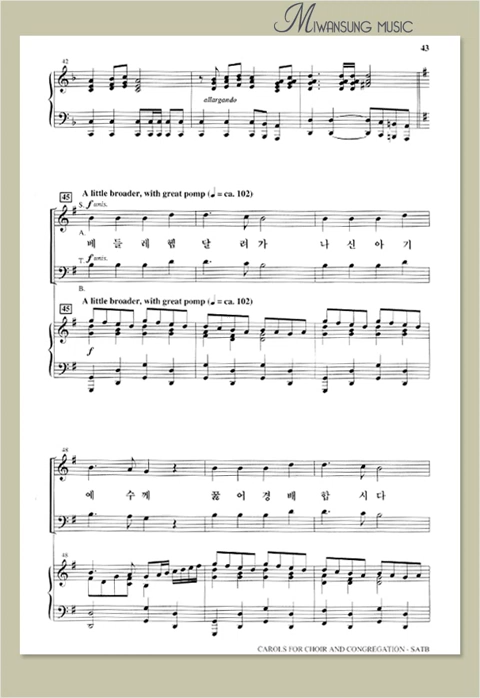 MIWANSUNG MUSIC
43
42
allargando
45 A little broader, with great pomp (♩ = ca. 102)
S. f unis.
A.
베 들 레 헴 달 려 가 나 신 아 기
T. f unis.
B.
45 A little broader, with great pomp (♩ = ca. 102)
f
48
예 수 께 꿇 어 경 배 합 시 다
48
CAROLS FOR CHOIR AND CONGREGATION - SATB